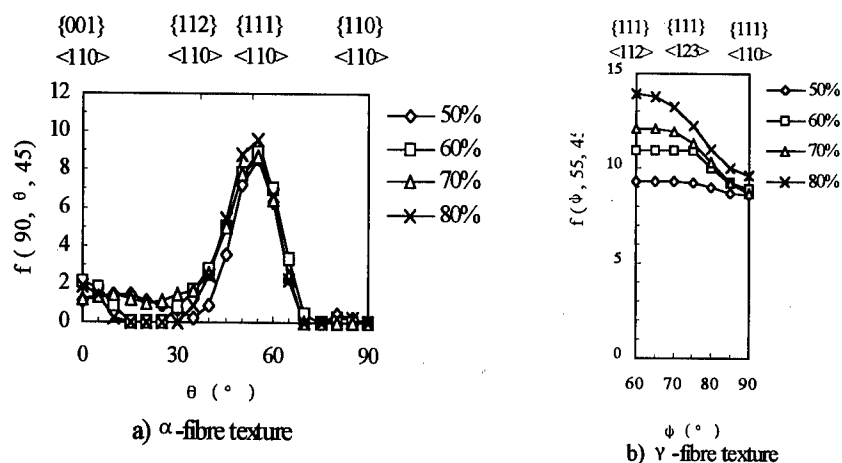 {001} {112} {111} {110}
<110> <110> <110> <110>
12
10
8
6
4
2
0
f ( 90, θ, 45)
0 30 60 90
θ (°)
50%
60%
70%
80%
a) α-fibre texture
{111} {111} {111}
<112> <123> <110>
15
10
5
0
f(φ, 55, 45
60 70 80 90
φ (°)
50%
60%
70%
80%
b) γ-fibre texture